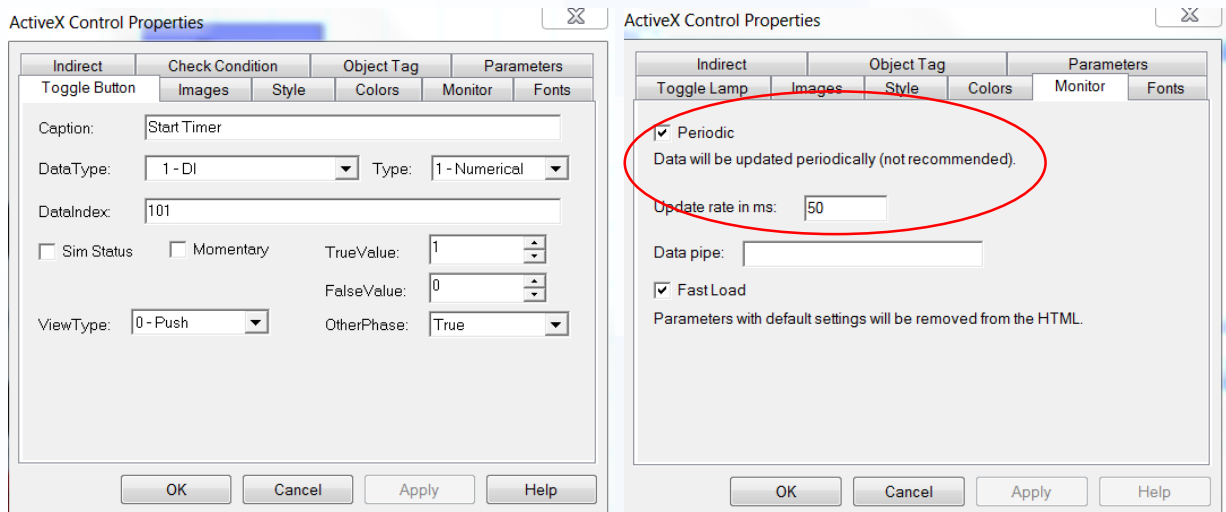 ActiveX Control Properties
Indirect Check Condition Object Tag Parameters
Toggle Button Images Style Colors Monitor Fonts
Caption: Start Timer
DataType: 1 - DI Type: 1 - Numerical
DataIndex: 101
Sim Status Momentary TrueValue: 1
FalseValue: 0
ViewType: 0 - Push OtherPhase: True
OK Cancel Apply Help
ActiveX Control Properties
Indirect Object Tag Parameters
Toggle Lamp Images Style Colors Monitor Fonts
Periodic
Data will be updated periodically (not recommended).
Update rate in ms: 50
Data pipe:
Fast Load
Parameters with default settings will be removed from the HTML.
OK Cancel Apply Help